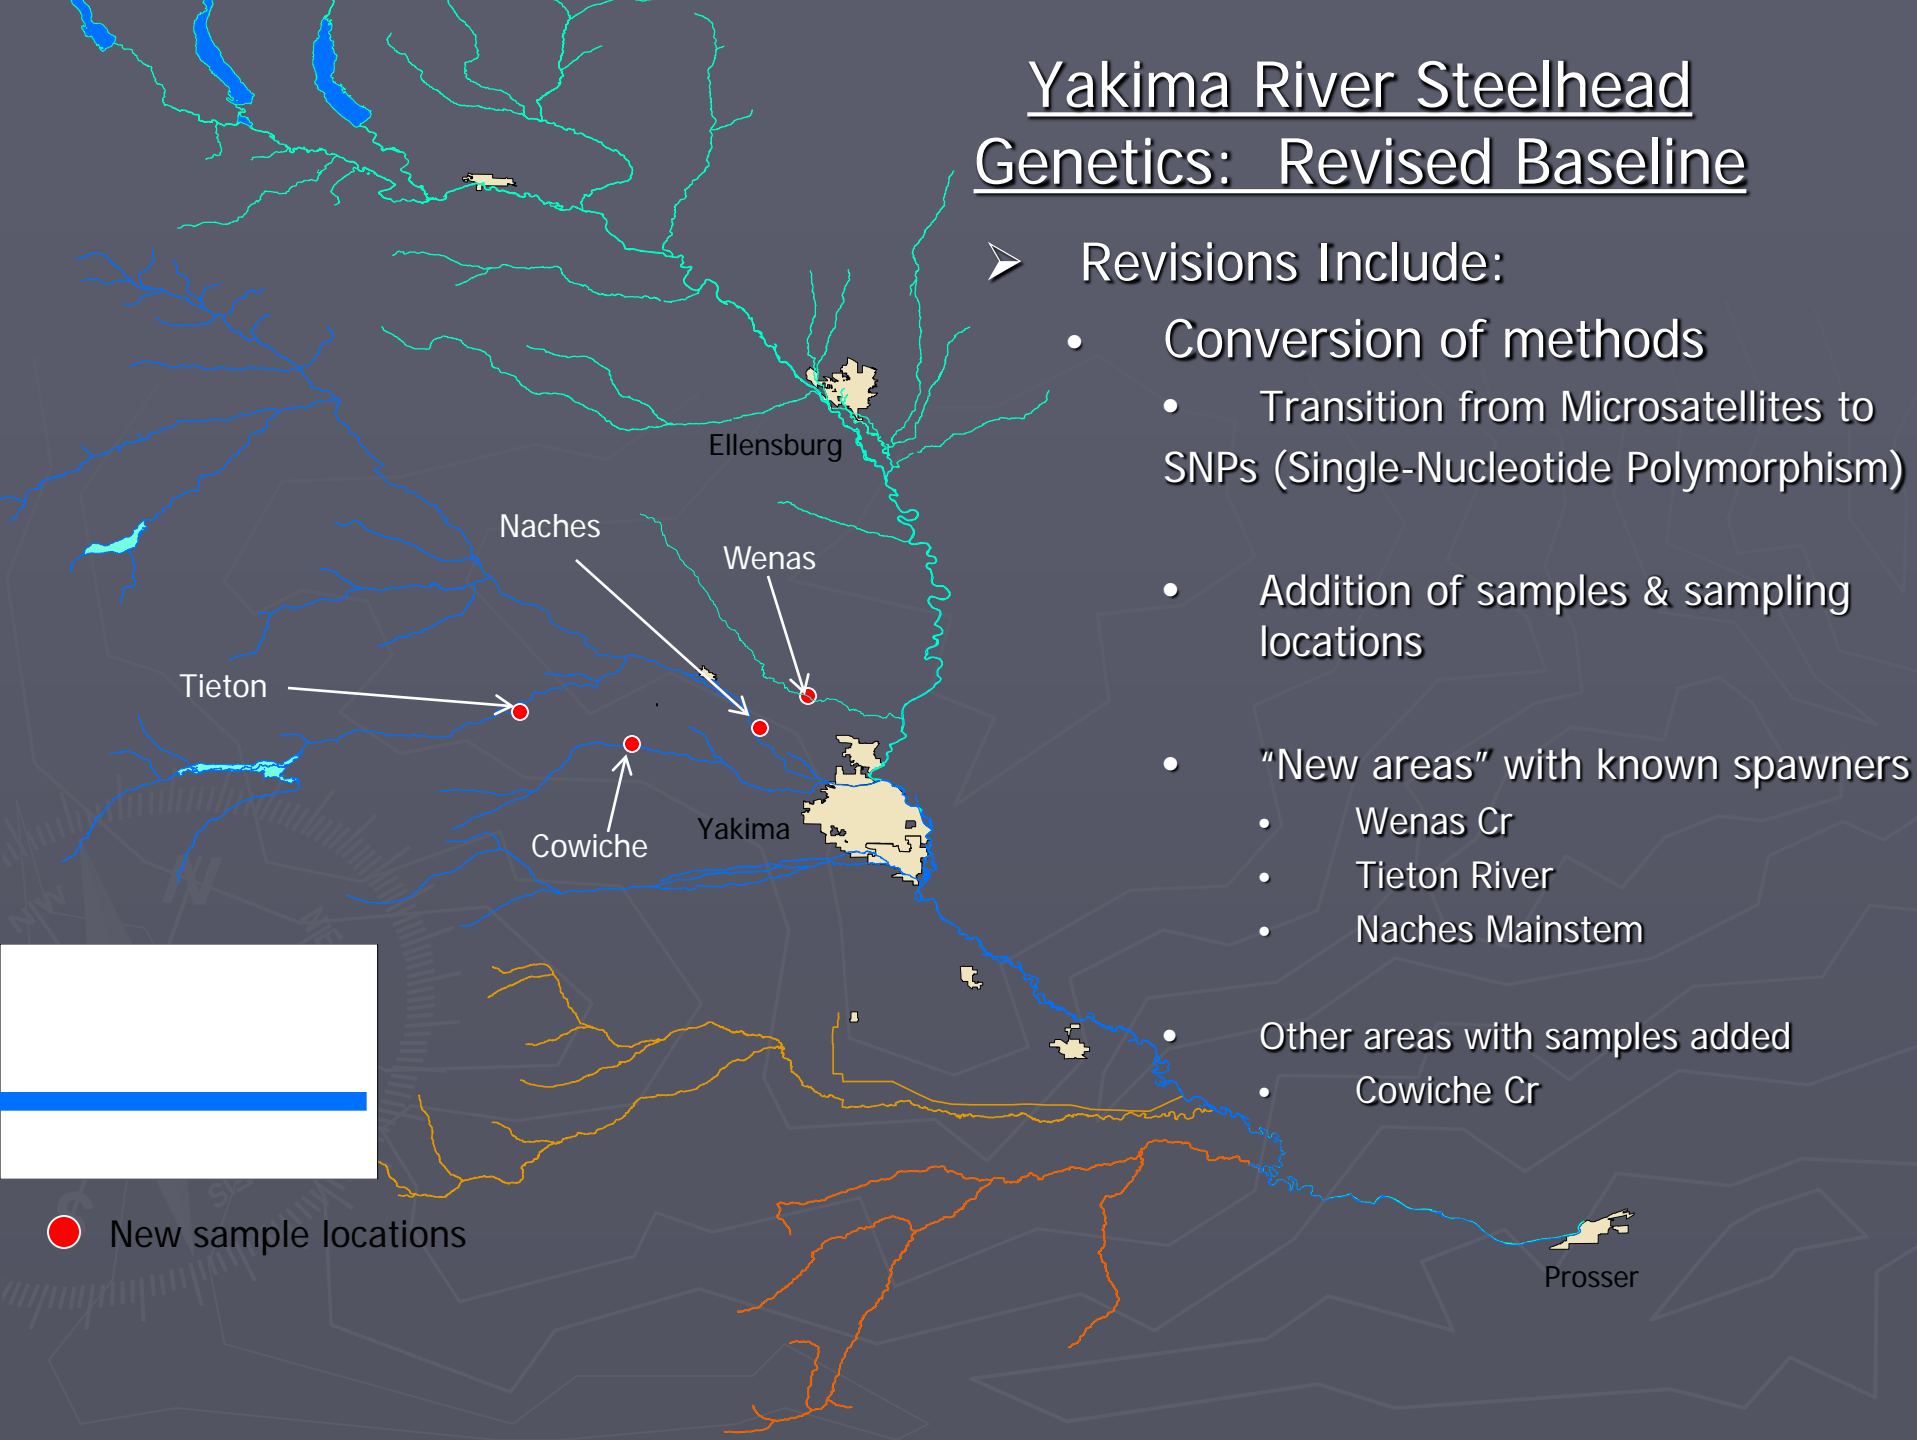 Yakima River Steelhead
Genetics: Revised Baseline
➢ Revisions Include:
• Conversion of methods
• Transition from Microsatellites to
SNPs (Single-Nucleotide Polymorphism)
• Addition of samples & sampling
locations
• "New areas" with known spawners
• Wenas Cr
• Tieton River
• Naches Mainstem
• Other areas with samples added
• Cowiche Cr
Ellensburg
Naches
Wenas
Tieton
Cowiche
Yakima
New sample locations
Prosser